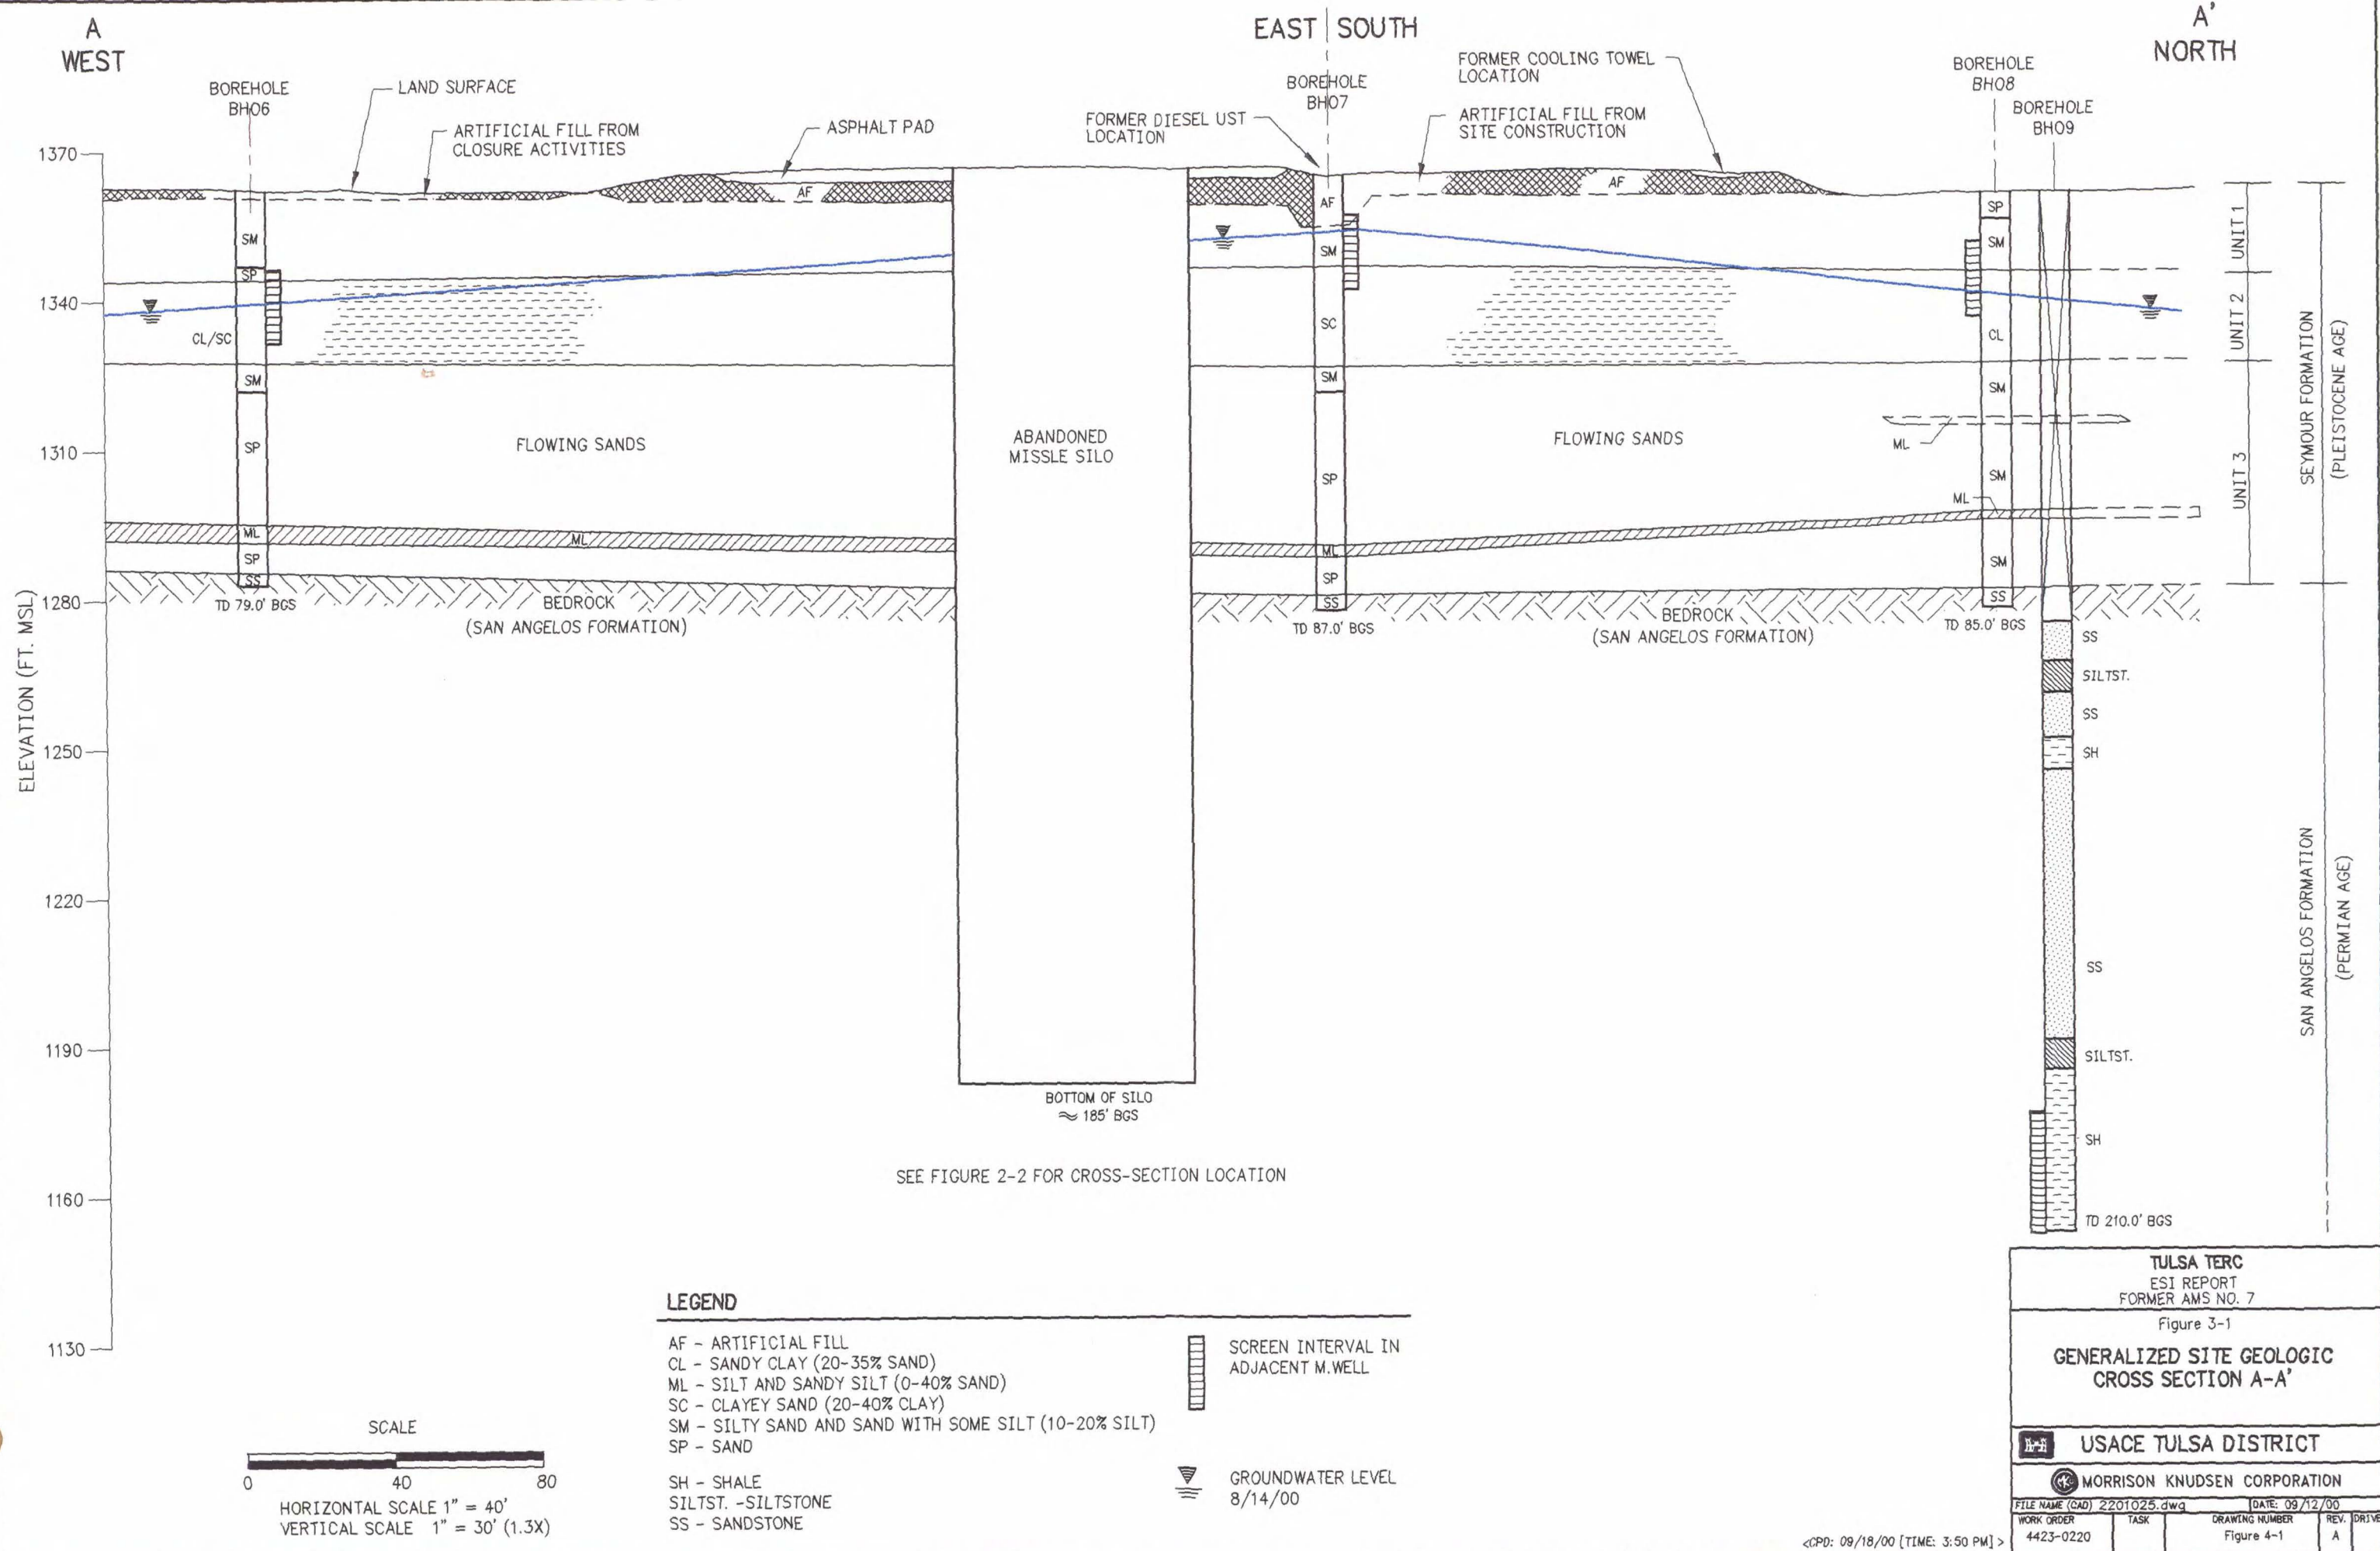 A
WEST
EAST | SOUTH
A'
NORTH
BOREHOLE
BH06
LAND SURFACE
ARTIFICIAL FILL FROM
CLOSURE ACTIVITIES
ASPHALT PAD
FORMER DIESEL UST
LOCATION
BOREHOLE
BH07
FORMER COOLING TOWEL
LOCATION
ARTIFICIAL FILL FROM
SITE CONSTRUCTION
BOREHOLE
BH08
BOREHOLE
BH09
ELEVATION (FT. MSL)
1370
1340
1310
1280
1250
1220
1190
1160
1130
SM
SP
CL/SC
SM
SP
ML
SP
SS
TD 79.0' BGS
AF
FLOWING SANDS
ML
BEDROCK
(SAN ANGELOS FORMATION)
ABANDONED
MISSLE SILO
BOTTOM OF SILO
≈ 185' BGS
AF
SM
SC
SM
SP
ML
SP
SS
TD 87.0' BGS
AF
FLOWING SANDS
BEDROCK
(SAN ANGELOS FORMATION)
SP
SM
CL
SM
ML
SM
ML
SM
SS
TD 85.0' BGS
SS
SILTST.
SS
SH
SS
SILTST.
SH
TD 210.0' BGS
UNIT 1
UNIT 2
UNIT 3
SEYMOUR FORMATION
(PLEISTOCENE AGE)
SAN ANGELOS FORMATION
(PERMIAN AGE)
SEE FIGURE 2-2 FOR CROSS-SECTION LOCATION
LEGEND
AF - ARTIFICIAL FILL
CL - SANDY CLAY (20-35% SAND)
ML - SILT AND SANDY SILT (0-40% SAND)
SC - CLAYEY SAND (20-40% CLAY)
SM - SILTY SAND AND SAND WITH SOME SILT (10-20% SILT)
SP - SAND
SH - SHALE
SILTST. -SILTSTONE
SS - SANDSTONE
SCREEN INTERVAL IN
ADJACENT M.WELL
GROUNDWATER LEVEL
8/14/00
SCALE
0 40 80
HORIZONTAL SCALE 1" = 40'
VERTICAL SCALE 1" = 30' (1.3X)
TULSA TERC
ESI REPORT
FORMER AMS NO. 7
Figure 3-1
GENERALIZED SITE GEOLOGIC
CROSS SECTION A-A'
USACE TULSA DISTRICT
MK MORRISON KNUDSEN CORPORATION
FILE NAME (CAD) 2201025.dwg DATE: 09/12/00
WORK ORDER TASK DRAWING NUMBER REV. DRIVE
4423-0220 Figure 4-1 A
<CPD: 09/18/00 [TIME: 3:50 PM] >